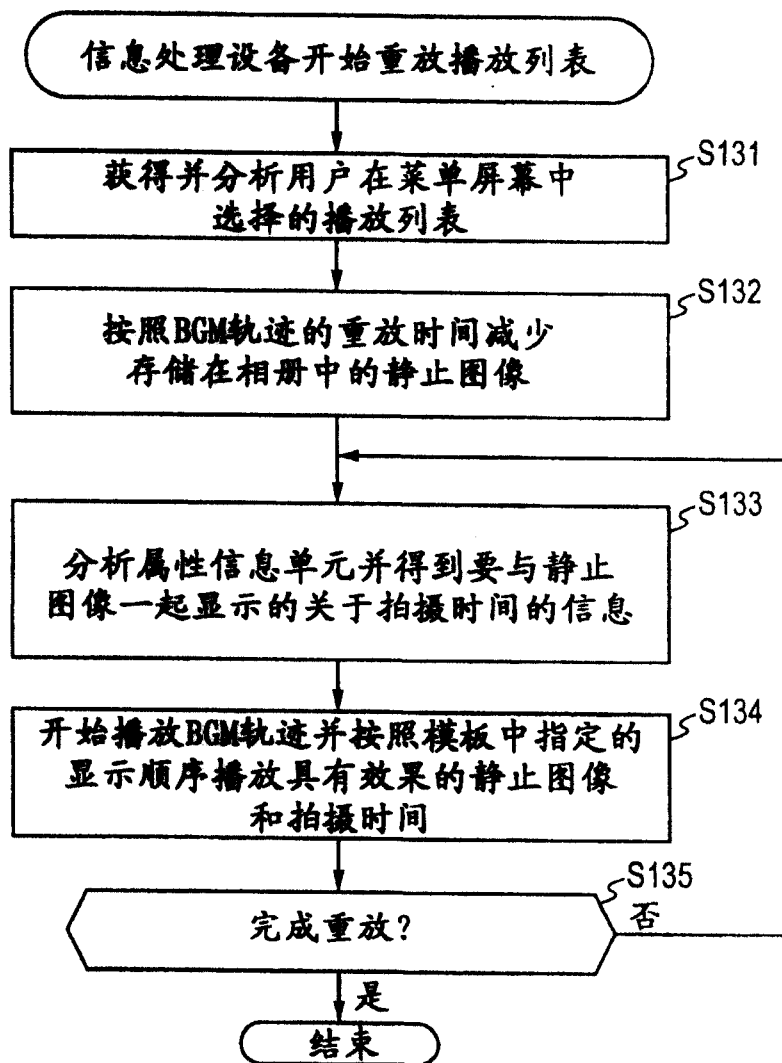 信息处理设备开始重放播放列表
S131
获得并分析用户在菜单屏幕中
选择的播放列表
S132
按照BGM轨迹的重放时间减少
存储在相册中的静止图像
S133
分析属性信息单元并得到要与静止
图像一起显示的关于拍摄时间的信息
S134
开始播放BGM轨迹并按照模板中指定的
显示顺序播放具有效果的静止图像
和拍摄时间
S135
完成重放?
否
是
结束